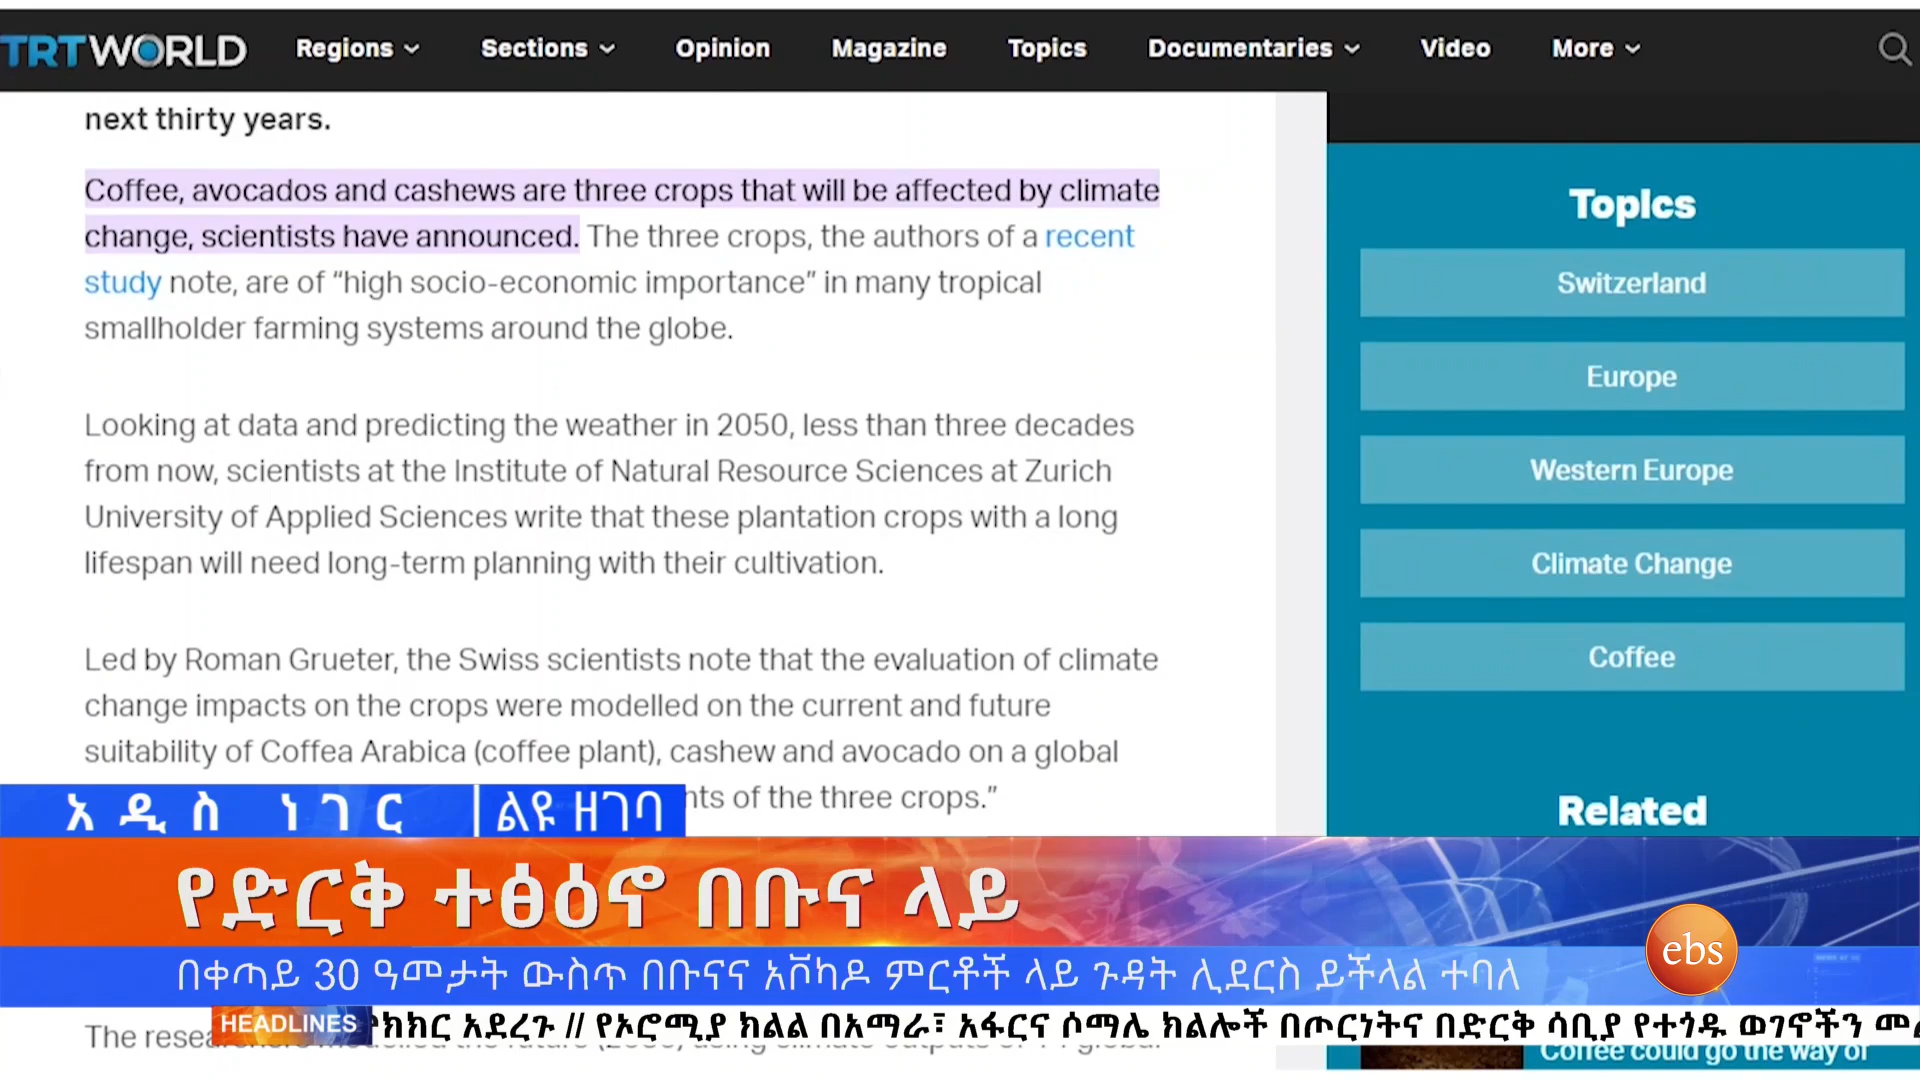 TRT WORLD Regions Sections Opinion Magazine Topics Documentaries Video More
next thirty years.
Coffee, avocados and cashews are three crops that will be affected by climate
change, scientists have announced. The three crops, the authors of a recent
study note, are of “high socio-economic importance” in many tropical
smallholder farming systems around the globe.
Looking at data and predicting the weather in 2050, less than three decades
from now, scientists at the Institute of Natural Resource Sciences at Zurich
University of Applied Sciences write that these plantation crops with a long
lifespan will need long-term planning with their cultivation.
Led by Roman Grueter, the Swiss scientists note that the evaluation of climate
change impacts on the crops were modelled on the current and future
suitability of Coffea Arabica (coffee plant), cashew and avocado on a global
of the three crops.”
The
Topics
Switzerland
Europe
Western Europe
Climate Change
Coffee
Related
Coffee could go the way of
አዲስ ነገር | ልዩ ዘገባ
የድርቅ ተፅዕኖ በቡና ላይ
በቀጣይ 30 ዓመታት ውስጥ በቡናና አቮካዶ ምርቶች ላይ ጉዳት ሊደርስ ይችላል ተባለ
ebs
HEADLINES አደረጉ // የኦሮሚያ ክልል በአማራ፣ አፋርና ሶማሌ ክልሎች በጦርነትና በድርቅ ሳቢያ የተጎዱ ወገኖችን